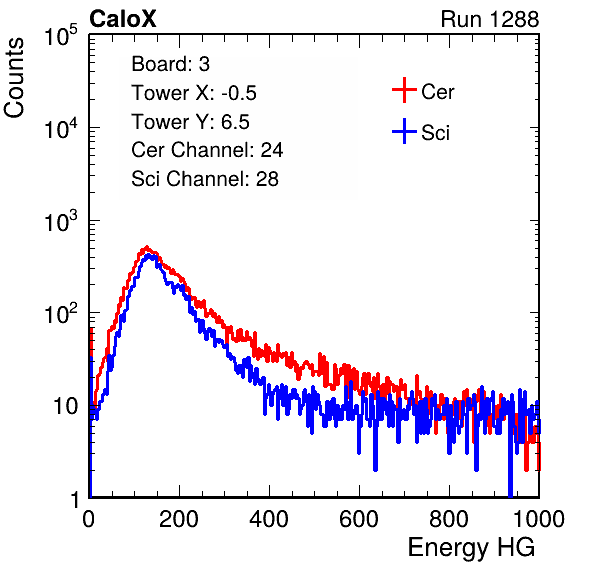 CaloX Run 1288
Counts
Board: 3
Tower X: -0.5
Tower Y: 6.5
Cer Channel: 24
Sci Channel: 28
Cer
Sci
10^5
10^4
10^3
10^2
10
1
0 200 400 600 800 1000
Energy HG